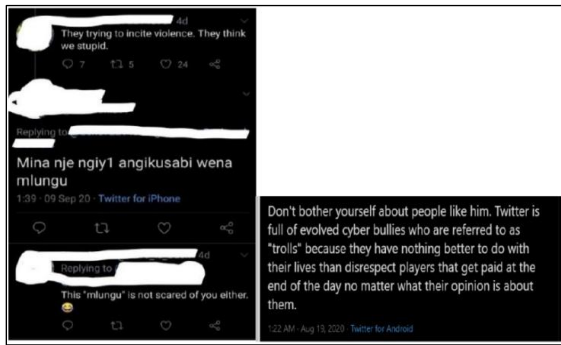 4d
They trying to incite violence. They think
we stupid.
7 5 24
Replying to
Mina nje ngiy1 angikusabi wena
mlungu
1:39 · 09 Sep 20 · Twitter for iPhone
4d
Replying to
This "mlungu" is not scared of you either.
😂
Don't bother yourself about people like him. Twitter is
full of evolved cyber bullies who are referred to as
"trolls" because they have nothing better to do with
their lives than disrespect players that get paid at the
end of the day no matter what their opinion is about
them.
1:22 AM · Aug 19, 2020 · Twitter for Android